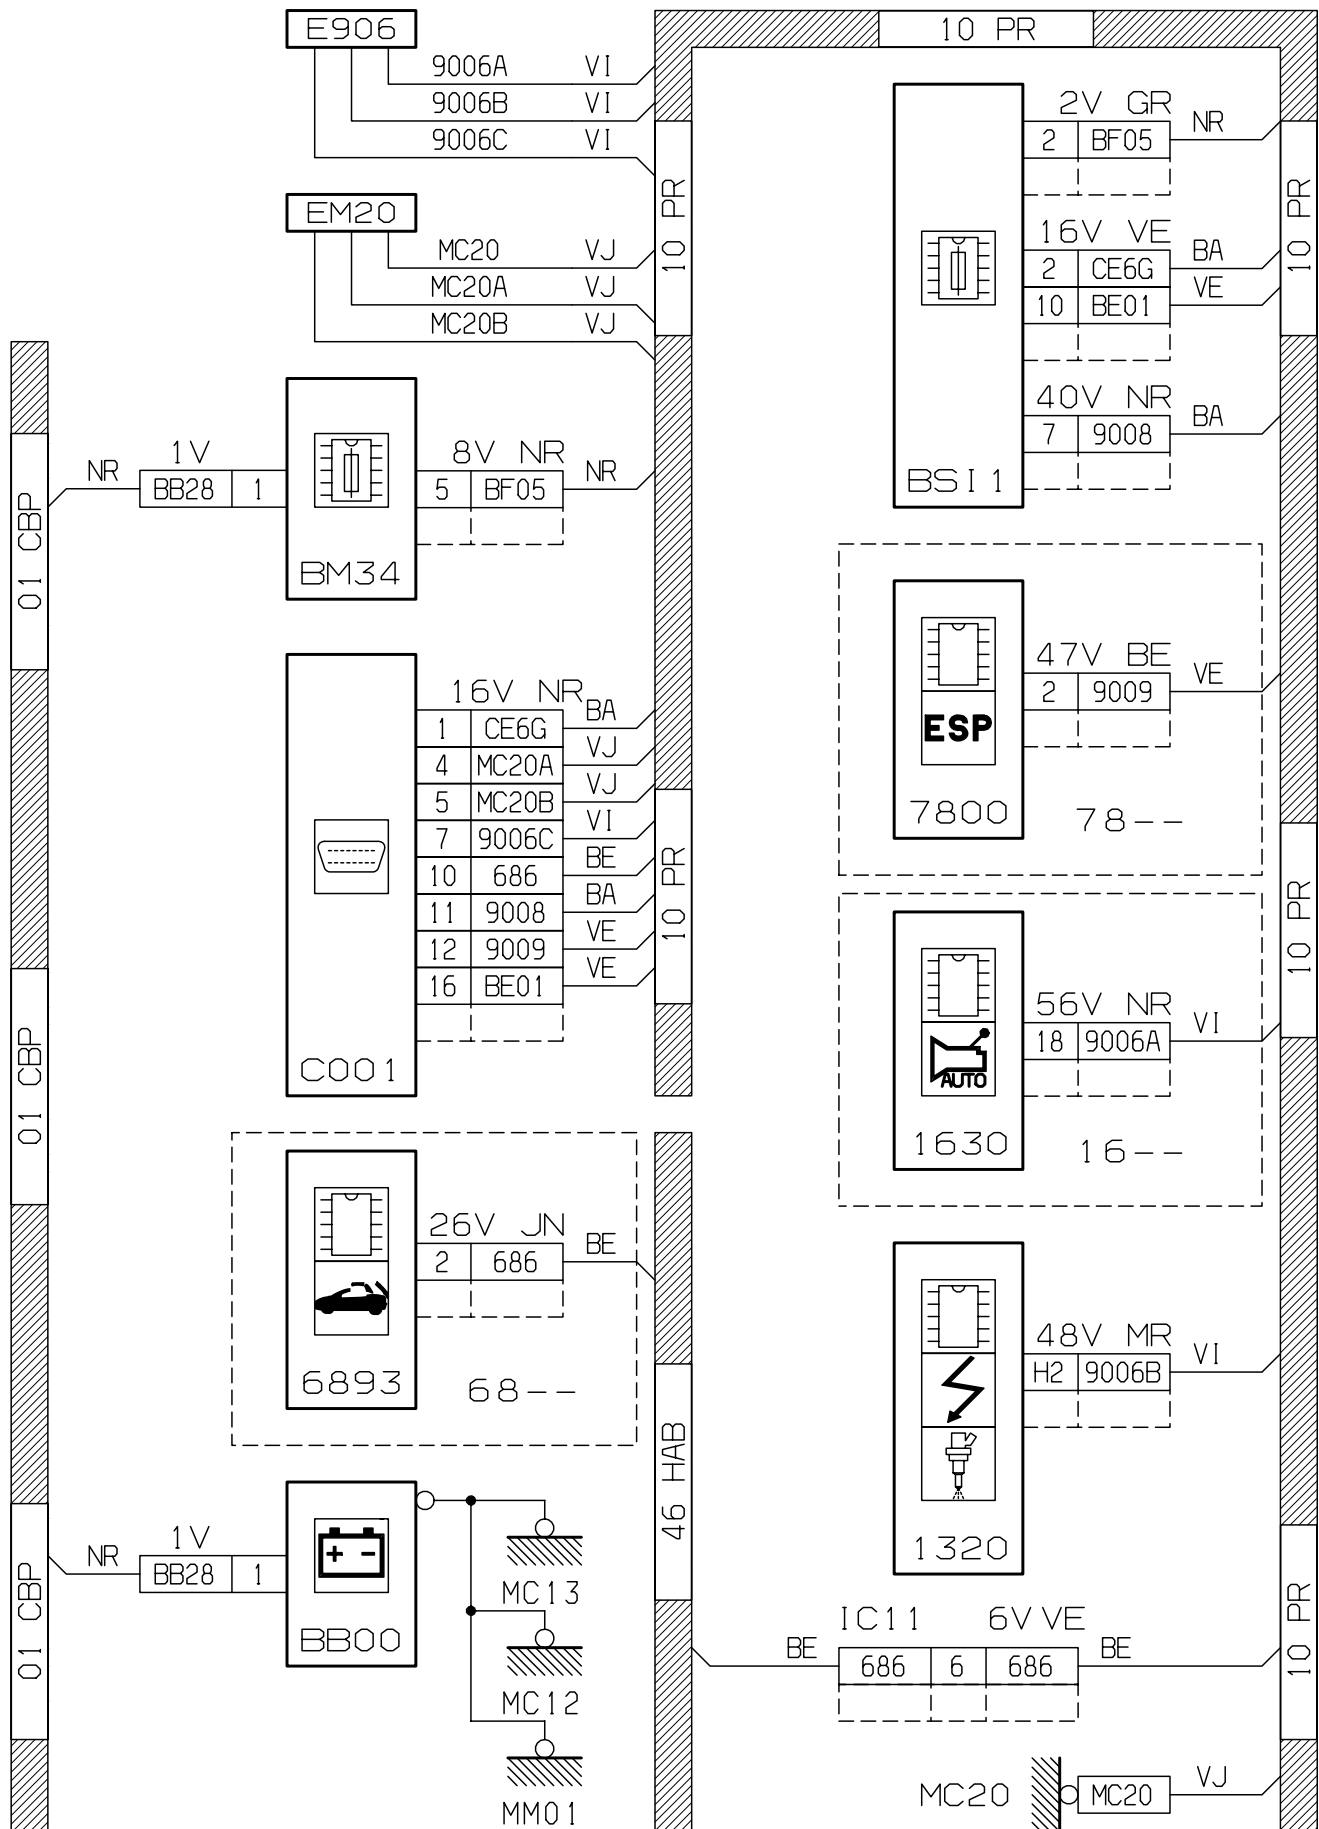 E906
10 PR
9006A VI
9006B VI
9006C VI
10 PR
EM20
MC20 VJ
MC20A VJ
MC20B VJ
2V GR
2 BF05 NR
10 PR
16V VE
2 CE6G BA
10 BE01 VE
40V NR
7 9008 BA
BSI1
01 CBP
NR
1V
BB28 1
8V NR
5 BF05 NR
BM34
47V BE
2 9009 VE
ESP
7800
78--
16V NR
1 CE6G BA
4 MC20A VJ
5 MC20B VJ
7 9006C VI
10 686 BE
11 9008 BA
12 9009 VE
16 BE01 VE
C001
10 PR
10 PR
01 CBP
56V NR
18 9006A VI
AUTO
1630
16--
26V JN
2 686 BE
6893
68--
46 HAB
48V MR
H2 9006B VI
1320
01 CBP
NR
1V
BB28 1
+ -
BB00
MC13
MC12
MM01
IC11 6V VE
BE 686 6 686 BE
10 PR
MC20 MC20 VJ